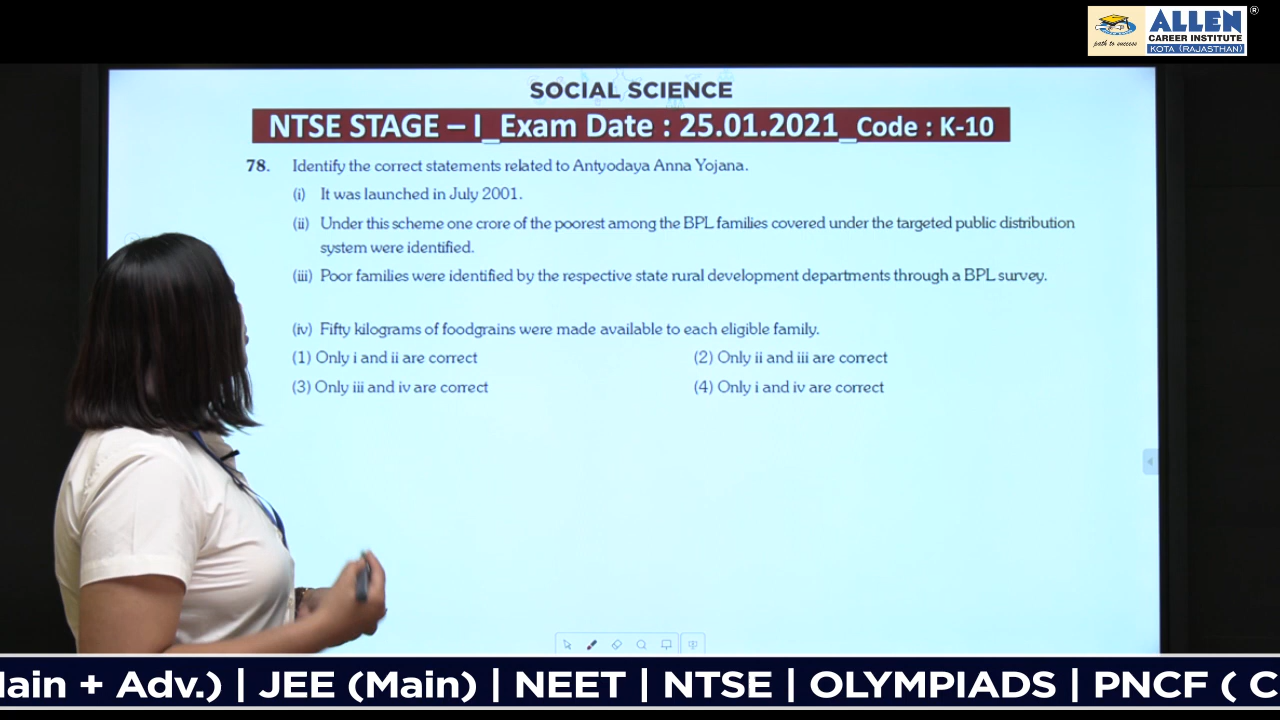 ALLEN
®
path to success
CAREER INSTITUTE
KOTA (RAJASTHAN)
SOCIAL SCIENCE
NTSE STAGE – I_Exam Date : 25.01.2021_Code : K-10
78. Identify the correct statements related to Antyodaya Anna Yojana.
(i) It was launched in July 2001.
(ii) Under this scheme one crore of the poorest among the BPL families covered under the targeted public distribution
system were identified.
(iii) Poor families were identified by the respective state rural development departments through a BPL survey.
(iv) Fifty kilograms of foodgrains were made available to each eligible family.
(1) Only i and ii are correct (2) Only ii and iii are correct
(3) Only iii and iv are correct (4) Only i and iv are correct
+ Adv.) | JEE (Main) | NEET | NTSE | OLYMPIADS | PNCF ( C